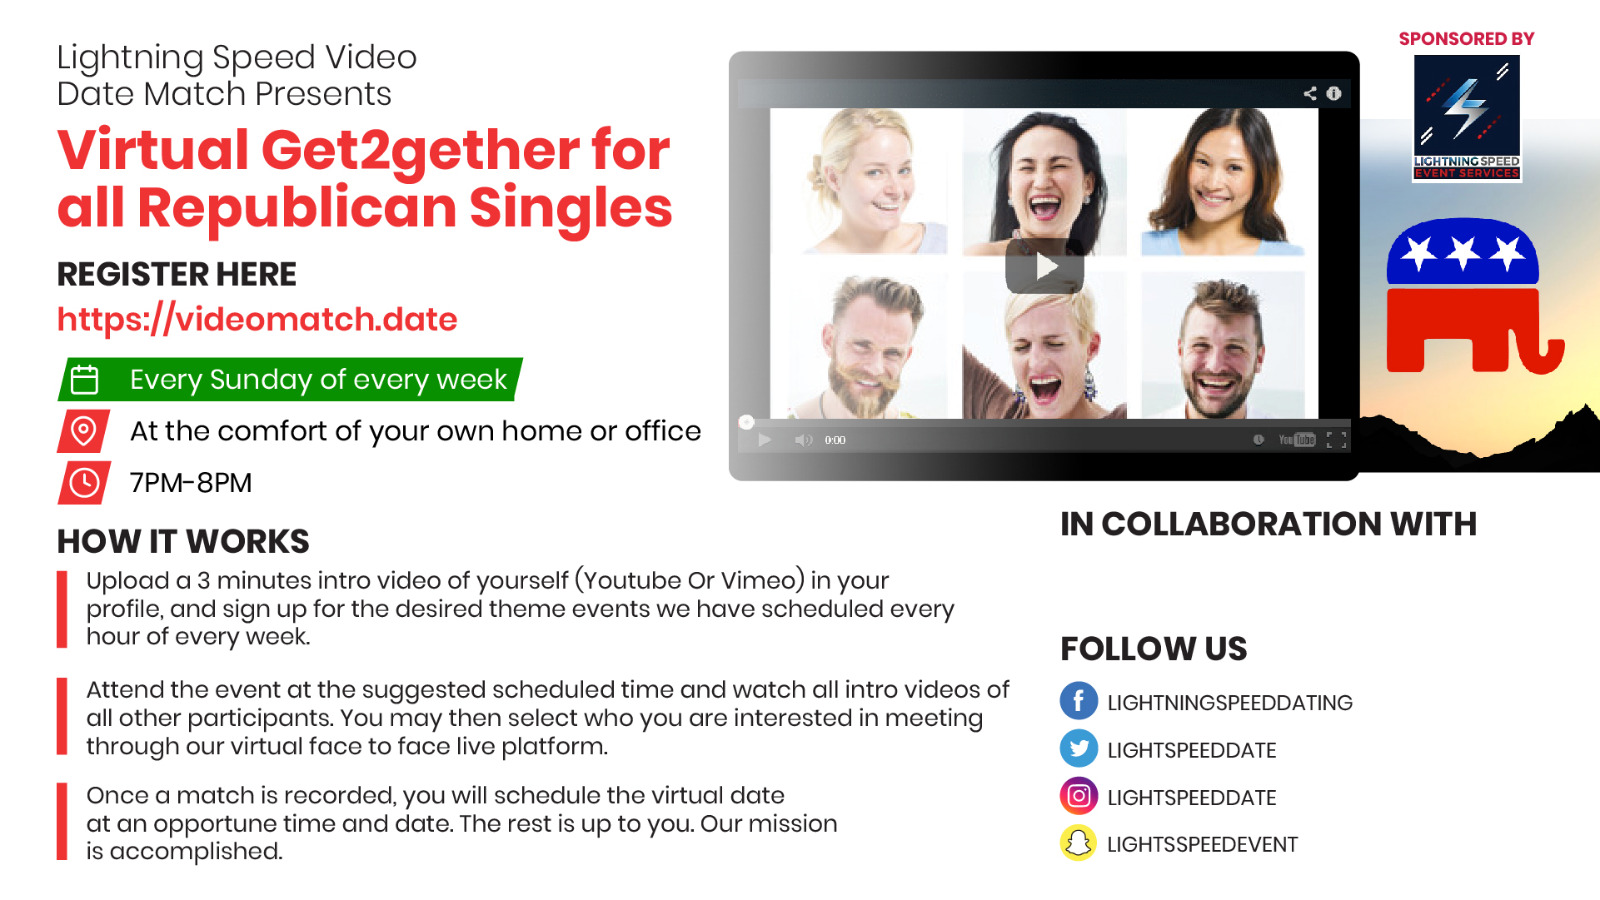 Lightning Speed Video
Date Match Presents
Virtual Get2gether for
all Republican Singles
REGISTER HERE
https://videomatch.date
Every Sunday of every week
At the comfort of your own home or office
7PM-8PM
HOW IT WORKS
Upload a 3 minutes intro video of yourself (Youtube Or Vimeo) in your
profile, and sign up for the desired theme events we have scheduled every
hour of every week.
Attend the event at the suggested scheduled time and watch all intro videos of
all other participants. You may then select who you are interested in meeting
through our virtual face to face live platform.
Once a match is recorded, you will schedule the virtual date
at an opportune time and date. The rest is up to you. Our mission
is accomplished.
0:00
YouTube
SPONSORED BY
LIGHTNING SPEED
EVENT SERVICES
IN COLLABORATION WITH
FOLLOW US
LIGHTNINGSPEEDDATING
LIGHTSPEEDDATE
LIGHTSPEEDDATE
LIGHTSSPEEDEVENT